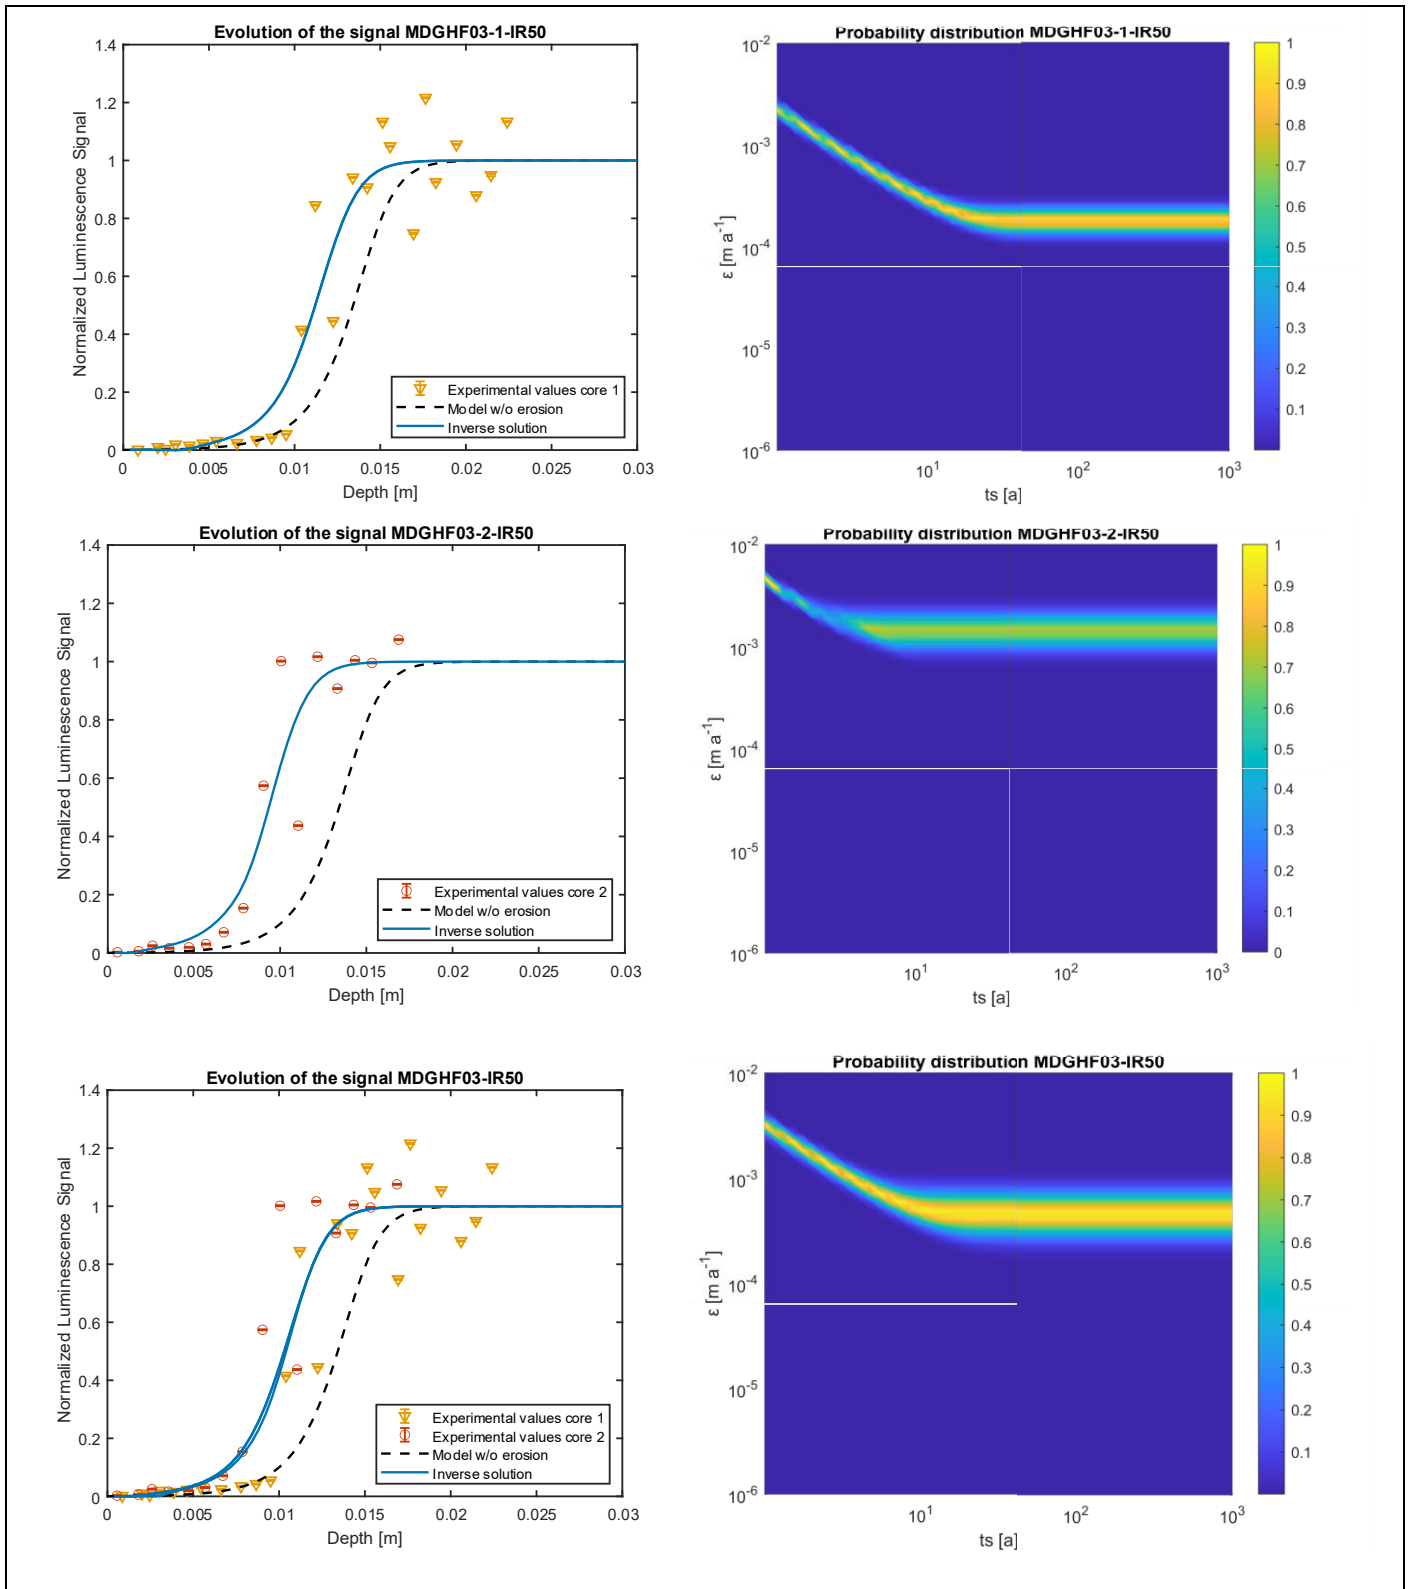 Evolution of the signal MDGHF03-1-IR50
1.4
1.2
1
0.8
0.6
0.4
0.2
0
Normalized Luminescence Signal
0 0.005 0.01 0.015 0.02 0.025 0.03
Depth [m]
Experimental values core 1
Model w/o erosion
Inverse solution
Probability distribution MDGHF03-1-IR50
10-2
10-3
10-4
10-5
10-6
ε [m a-1]
101 102 103
ts [a]
1
0.9
0.8
0.7
0.6
0.5
0.4
0.3
0.2
0.1
Evolution of the signal MDGHF03-2-IR50
1.4
1.2
1
0.8
0.6
0.4
0.2
0
Normalized Luminescence Signal
0 0.005 0.01 0.015 0.02 0.025 0.03
Depth [m]
Experimental values core 2
Model w/o erosion
Inverse solution
Probability distribution MDGHF03-2-IR50
10-2
10-3
10-4
10-5
10-6
ε [m a-1]
101 102 103
ts [a]
1
0.9
0.8
0.7
0.6
0.5
0.4
0.3
0.2
0.1
0
Evolution of the signal MDGHF03-IR50
1.4
1.2
1
0.8
0.6
0.4
0.2
0
Normalized Luminescence Signal
0 0.005 0.01 0.015 0.02 0.025 0.03
Depth [m]
Experimental values core 1
Experimental values core 2
Model w/o erosion
Inverse solution
Probability distribution MDGHF03-IR50
10-2
10-3
10-4
10-5
10-6
ε [m a-1]
101 102 103
ts [a]
1
0.9
0.8
0.7
0.6
0.5
0.4
0.3
0.2
0.1